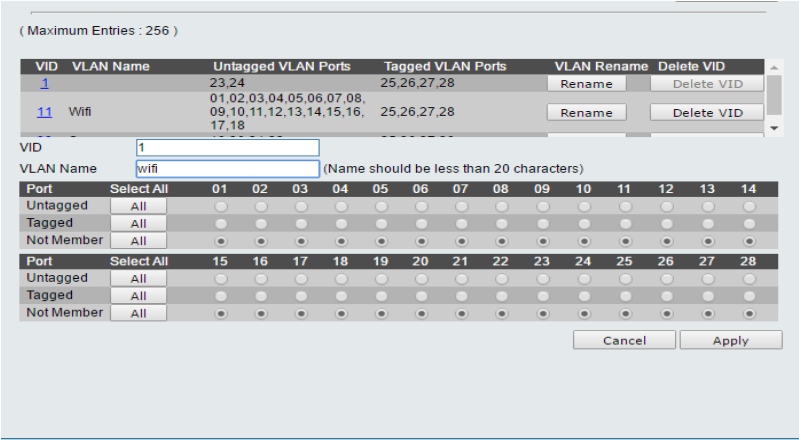 ( Maximum Entries : 256 )
VID VLAN Name Untagged VLAN Ports Tagged VLAN Ports VLAN Rename Delete VID
1 23,24 25,26,27,28 Rename Delete VID
01,02,03,04,05,06,07,08,
11 Wifi 09,10,11,12,13,14,15,16, 25,26,27,28 Rename Delete VID
17,18
VID 1
VLAN Name wifi (Name should be less than 20 characters)
Port Select All 01 02 03 04 05 06 07 08 09 10 11 12 13 14
Untagged All
Tagged All
Not Member All
Port Select All 15 16 17 18 19 20 21 22 23 24 25 26 27 28
Untagged All
Tagged All
Not Member All
Cancel Apply